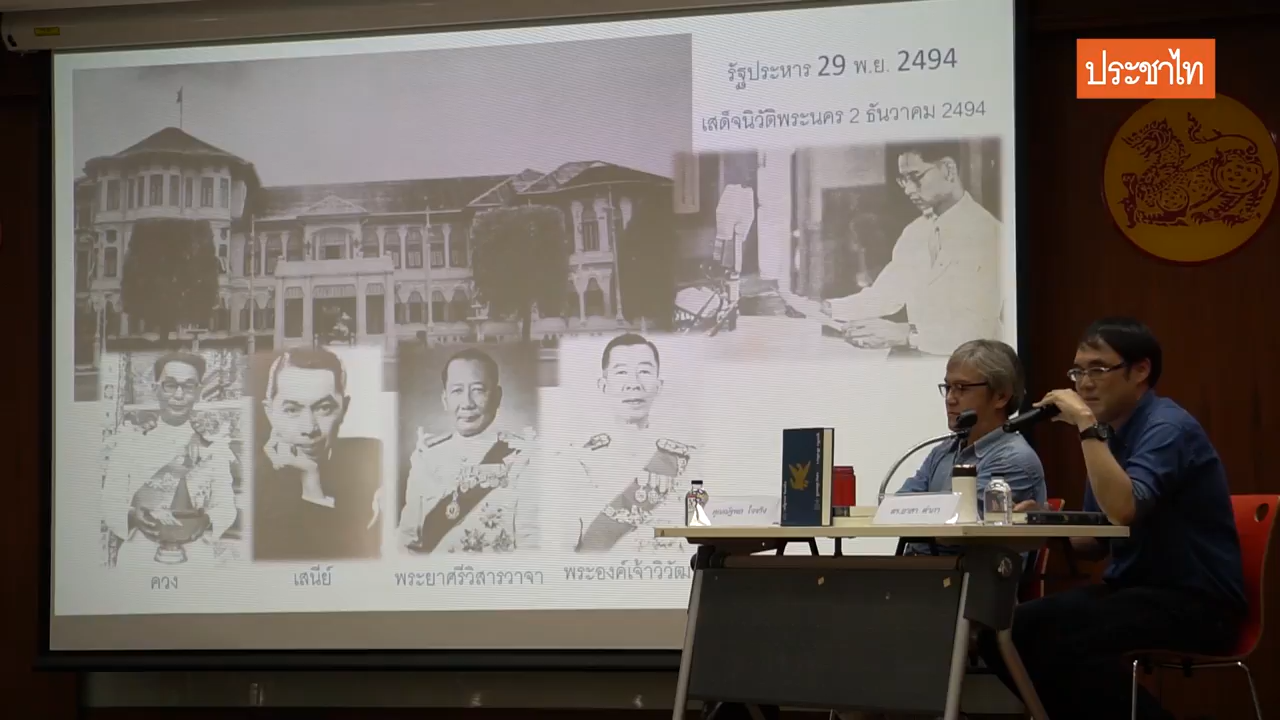 รัฐประหาร 29 พ.ย. 2494
เสด็จนิวัติพระนคร 2 ธันวาคม 2494
ประชาไท
ควง
เสนีย์
พระยาศรีวิสารวาจา
พระองค์เจ้าวิวัฒ